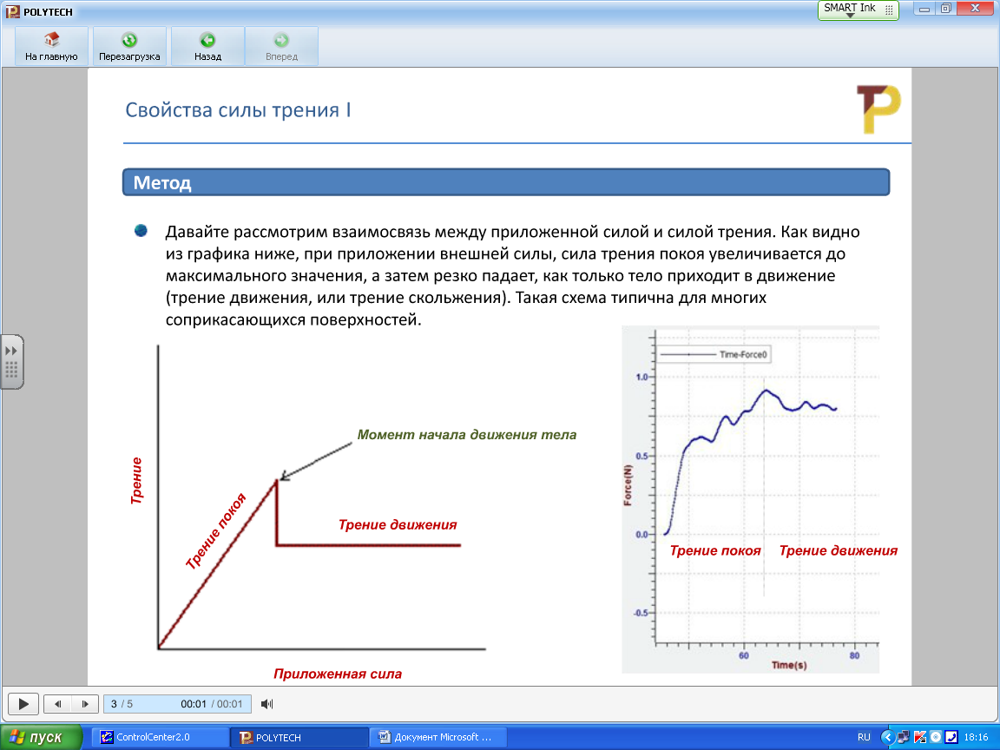 POLYTECH
SMART Ink
На главную
Перезагрузка
Назад
Вперед
Свойства силы трения I
TP
Метод
Давайте рассмотрим взаимосвязь между приложенной силой и силой трения. Как видно
из графика ниже, при приложении внешней силы, сила трения покоя увеличивается до
максимального значения, а затем резко падает, как только тело приходит в движение
(трение движения, или трение скольжения). Такая схема типична для многих
соприкасающихся поверхностей.
Трение
Трение покоя
Момент начала движения тела
Трение движения
Приложенная сила
Time-Force0
1.0
0.5
0.0
-0.5
Force(N)
Трение покоя
Трение движения
60
80
Time(s)
3 / 5
00:01 / 00:01
пуск
ControlCenter2.0
POLYTECH
Документ Microsoft ...
RU
18:16